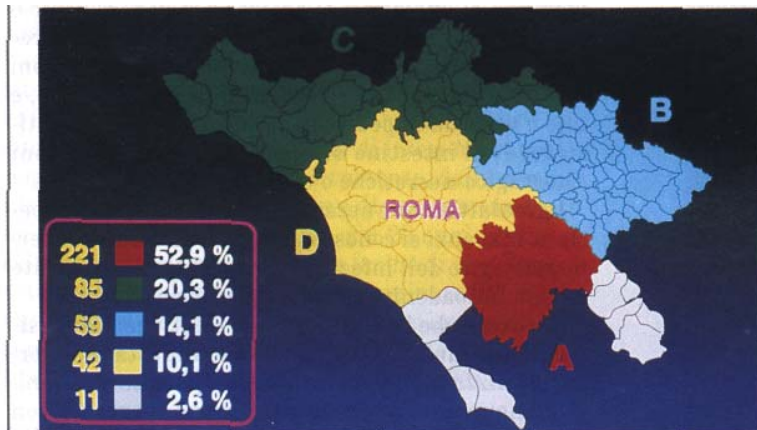 C
B
ROMA
D
A
221 52,9 %
85 20,3 %
59 14,1 %
42 10,1 %
11 2,6 %